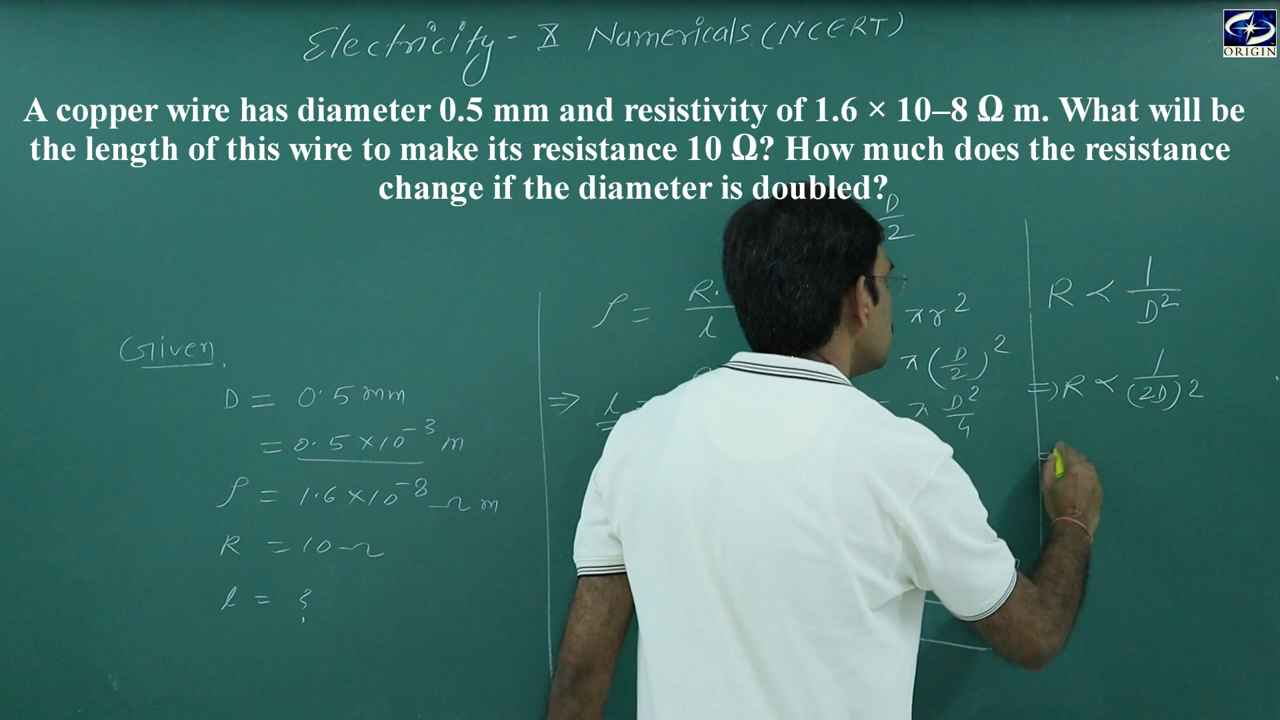 Electricity - X Numericals (NCERT)
ORIGIN
A copper wire has diameter 0.5 mm and resistivity of 1.6 × 10–8 Ω m. What will be
the length of this wire to make its resistance 10 Ω? How much does the resistance
change if the diameter is doubled?
Given
D = 0.5 mm
= 0.5 × 10⁻³ m
ρ = 1.6 × 10⁻⁸ Ω m
R = 10 Ω
l = ?
D/2
ρ = R. / l
πr²
π(D/2)²
⇒ l =
= π D²/4
R ∝ 1/D²
⇒ R ∝ 1/(2D)²